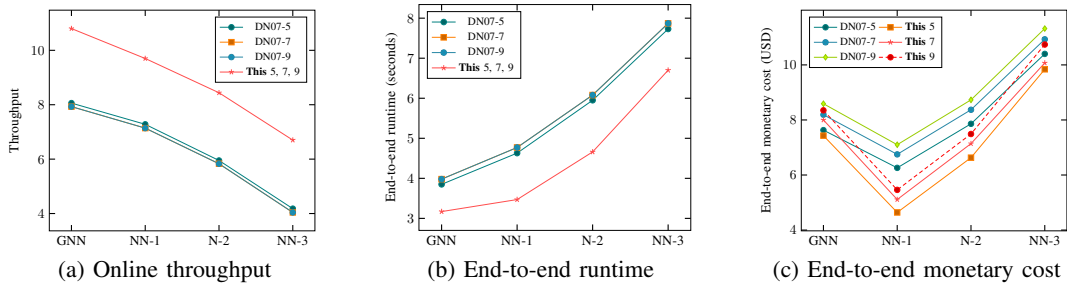 Throughput
10
8
6
4
GNN
NN-1
N-2
NN-3
DN07-5
DN07-7
DN07-9
This 5, 7, 9
(a) Online throughput
End-to-end runtime (seconds)
8
7
6
5
4
3
GNN
NN-1
N-2
NN-3
DN07-5
DN07-7
DN07-9
This 5, 7, 9
(b) End-to-end runtime
End-to-end monetary cost (USD)
10
8
6
4
GNN
NN-1
N-2
NN-3
DN07-5 This 5
DN07-7 This 7
DN07-9 This 9
(c) End-to-end monetary cost